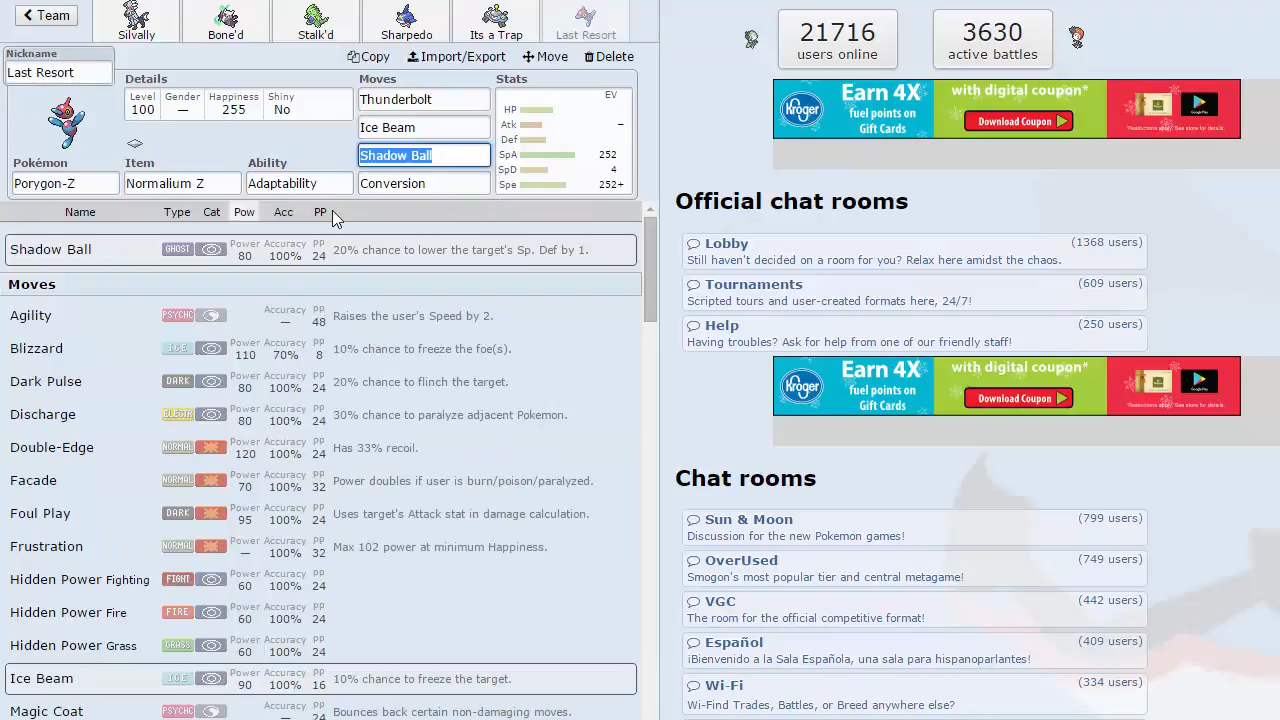 Team
Silvally
Bone'd
Stalk'd
Sharpedo
Its a Trap
Last Resort
Copy
Import/Export
Move
Delete
Nickname
Last Resort
Details
Level
100
Gender
—
Happiness
255
Shiny
No
Moves
Thunderbolt
Ice Beam
Shadow Ball
Conversion
Stats
EV
HP
Atk –
Def
SpA 252
SpD 4
Spe 252+
Pokémon
Porygon-Z
Item
Normalium Z
Ability
Adaptability
Name Type Cat Pow Acc PP
Shadow Ball GHOST Power 80 Accuracy 100% PP 24 20% chance to lower the target's Sp. Def by 1.
Moves
Agility PSYCHC Accuracy — PP 48 Raises the user's Speed by 2.
Blizzard ICE Power 110 Accuracy 70% PP 8 10% chance to freeze the foe(s).
Dark Pulse DARK Power 80 Accuracy 100% PP 24 20% chance to flinch the target.
Discharge ELECTR Power 80 Accuracy 100% PP 24 30% chance to paralyze adjacent Pokemon.
Double-Edge NORMAL Power 120 Accuracy 100% PP 24 Has 33% recoil.
Facade NORMAL Power 70 Accuracy 100% PP 32 Power doubles if user is burn/poison/paralyzed.
Foul Play DARK Power 95 Accuracy 100% PP 24 Uses target's Attack stat in damage calculation.
Frustration NORMAL Power — Accuracy 100% PP 32 Max 102 power at minimum Happiness.
Hidden Power Fighting FIGHT Power 60 Accuracy 100% PP 24
Hidden Power Fire FIRE Power 60 Accuracy 100% PP 24
Hidden Power Grass GRASS Power 60 Accuracy 100% PP 24
Ice Beam ICE Power 90 Accuracy 100% PP 16 10% chance to freeze the target.
Magic Coat PSYCHC Accuracy — PP 24 Bounces back certain non-damaging moves.
21716
users online
3630
active battles
Kroger
Earn 4X
fuel points on
Gift Cards
with digital coupon*
Download Coupon
Official chat rooms
Lobby (1368 users)
Still haven't decided on a room for you? Relax here amidst the chaos.
Tournaments (609 users)
Scripted tours and user-created formats here, 24/7!
Help (250 users)
Having troubles? Ask for help from one of our friendly staff!
Kroger
Earn 4X
fuel points on
Gift Cards
with digital coupon*
Download Coupon
Chat rooms
Sun & Moon (799 users)
Discussion for the new Pokemon games!
OverUsed (749 users)
Smogon's most popular tier and central metagame!
VGC (442 users)
The room for the official competitive format!
Español (409 users)
¡Bienvenido a la Sala Española, una sala para hispanoparlantes!
Wi-Fi (334 users)
Wi-Find Trades, Battles, or Breed anywhere else?